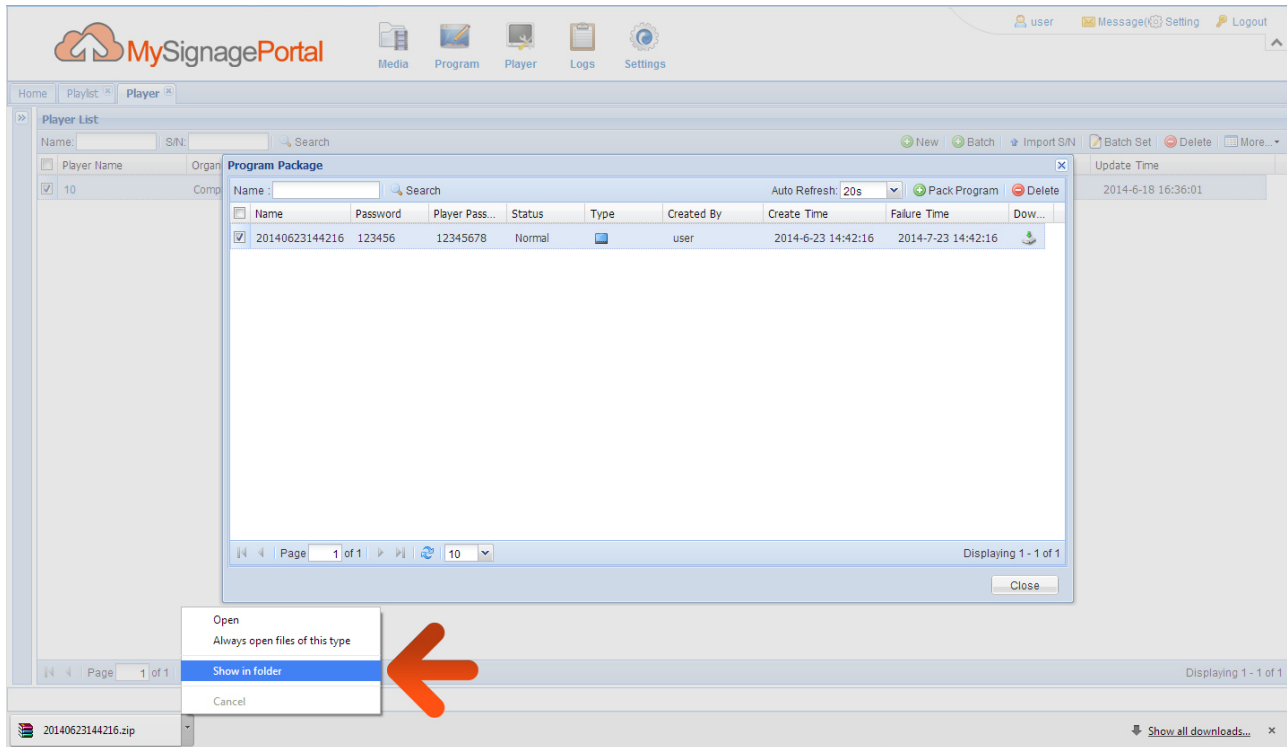 user Message( Setting Logout
MySignagePortal
Media Program Player Logs Settings
Home Playlist Player
Player List
Name: S/N: Search New Batch Import S/N Batch Set Delete More...
Player Name Organ Update Time
10 Comp 2014-6-18 16:36:01
Program Package
Name : Search Auto Refresh: 20s Pack Program Delete
Name Password Player Pass... Status Type Created By Create Time Failure Time Dow...
20140623144216 123456 12345678 Normal user 2014-6-23 14:42:16 2014-7-23 14:42:16
Page 1 of 1 10 Displaying 1 - 1 of 1
Close
Open
Always open files of this type
Show in folder
Cancel
Page 1 of 1 Displaying 1 - 1 of 1
20140623144216.zip Show all downloads...